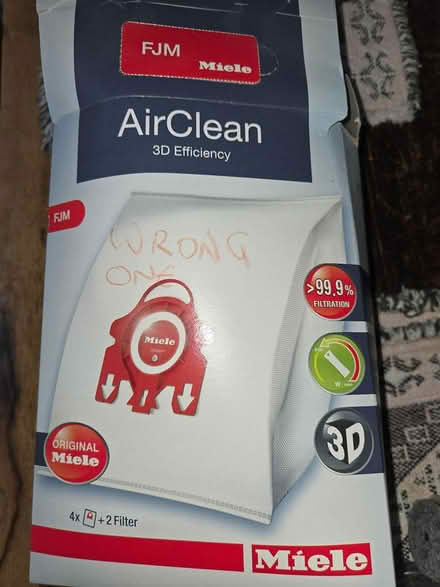 FJM
Miele
AirClean
3D Efficiency
FJM
WRONG
ONE
>99,9%
FILTRATION
Miele
ORIGINAL
Miele
3D
4x + 2 Filter
Miele